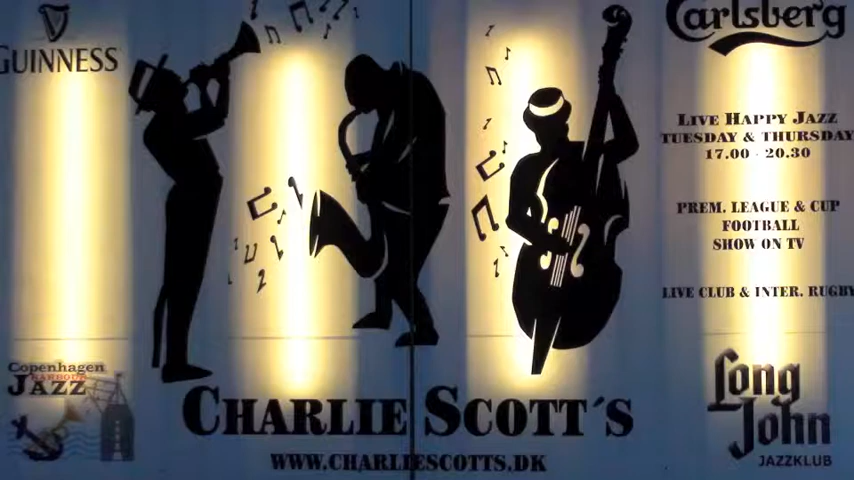 GUINNESS
Carlsberg
LIVE HAPPY JAZZ
TUESDAY & THURSDAY
17.00 - 20.30
PREM. LEAGUE & CUP
FOOTBALL
SHOW ON TV
LIVE CLUB & INTER. RUGBY
Copenhagen
HARBOUR
JAZZ
CHARLIE SCOTT´S
WWW.CHARLIESCOTTS.DK
Long
John
JAZZKLUB